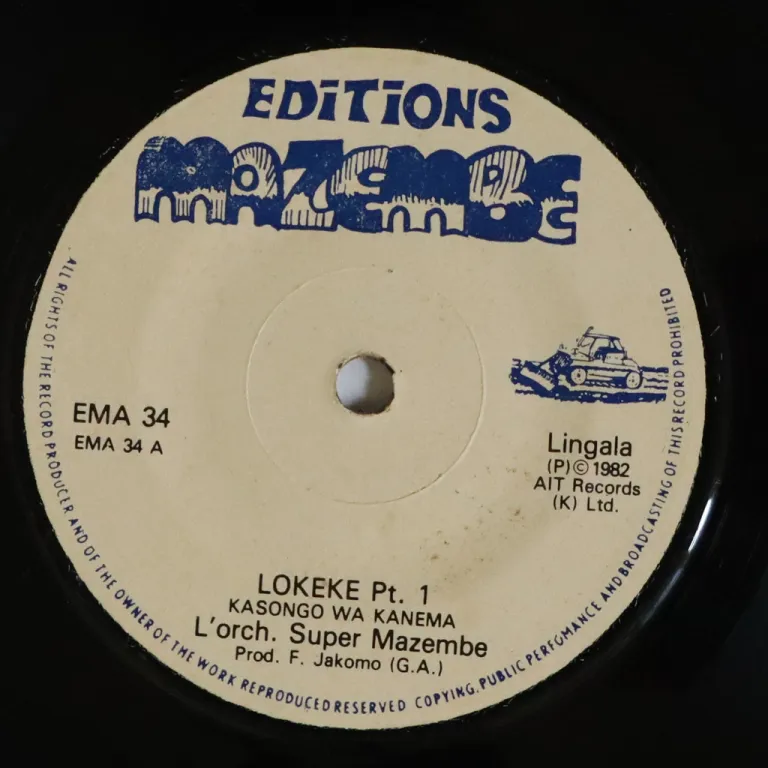 EDiTiONS
MAZEMBE
EMA 34
EMA 34 A
Lingala
(P)© 1982
AIT Records
(K) Ltd.
LOKEKE Pt. 1
KASONGO WA KANEMA
L'orch. Super Mazembe
Prod. F. Jakomo (G.A.)
ALL RIGHTS OF THE RECORD PRODUCER AND OF THE OWNER OF THE WORK REPRODUCED RESERVED COPYING. PUBLIC PERFOMANCE AND BROADCASTING OF THIS RECORD PROHIBITED